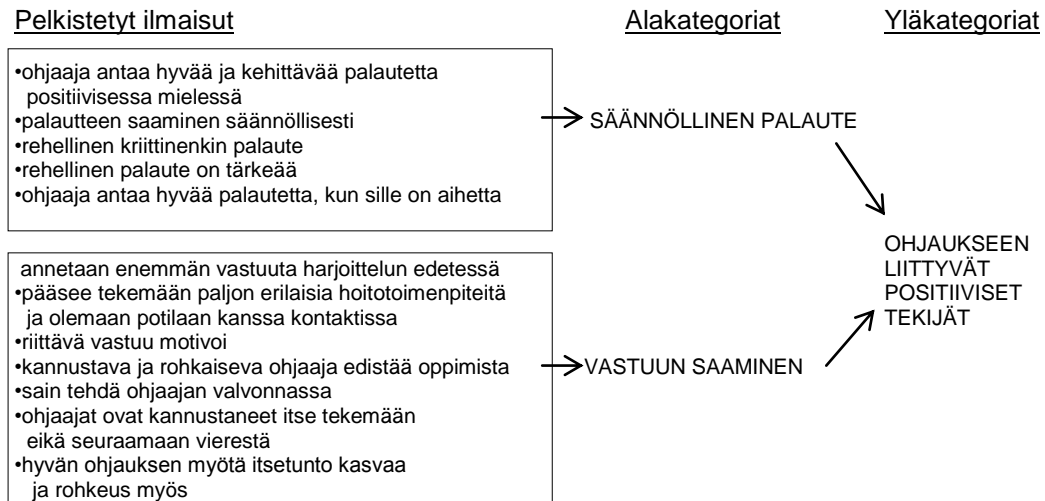 Pelkistetyt ilmaisut
Alakategoriat
Yläkategoriat
•ohjaaja antaa hyvää ja kehittävää palautetta
positiivisessa mielessä
•palautteen saaminen säännöllisesti
•rehellinen kriittinenkin palaute
•rehellinen palaute on tärkeää
•ohjaaja antaa hyvää palautetta, kun sille on aihetta
SÄÄNNÖLLINEN PALAUTE
annetaan enemmän vastuuta harjoittelun edetessä
•pääsee tekemään paljon erilaisia hoitotoimenpiteitä
ja olemaan potilaan kanssa kontaktissa
•riittävä vastuu motivoi
•kannustava ja rohkaiseva ohjaaja edistää oppimista
•sain tehdä ohjaajan valvonnassa
•ohjaajat ovat kannustaneet itse tekemään
eikä seuraamaan vierestä
•hyvän ohjauksen myötä itsetunto kasvaa
ja rohkeus myös
VASTUUN SAAMINEN
OHJAUKSEEN
LIITTYVÄT
POSITIIVISET
TEKIJÄT